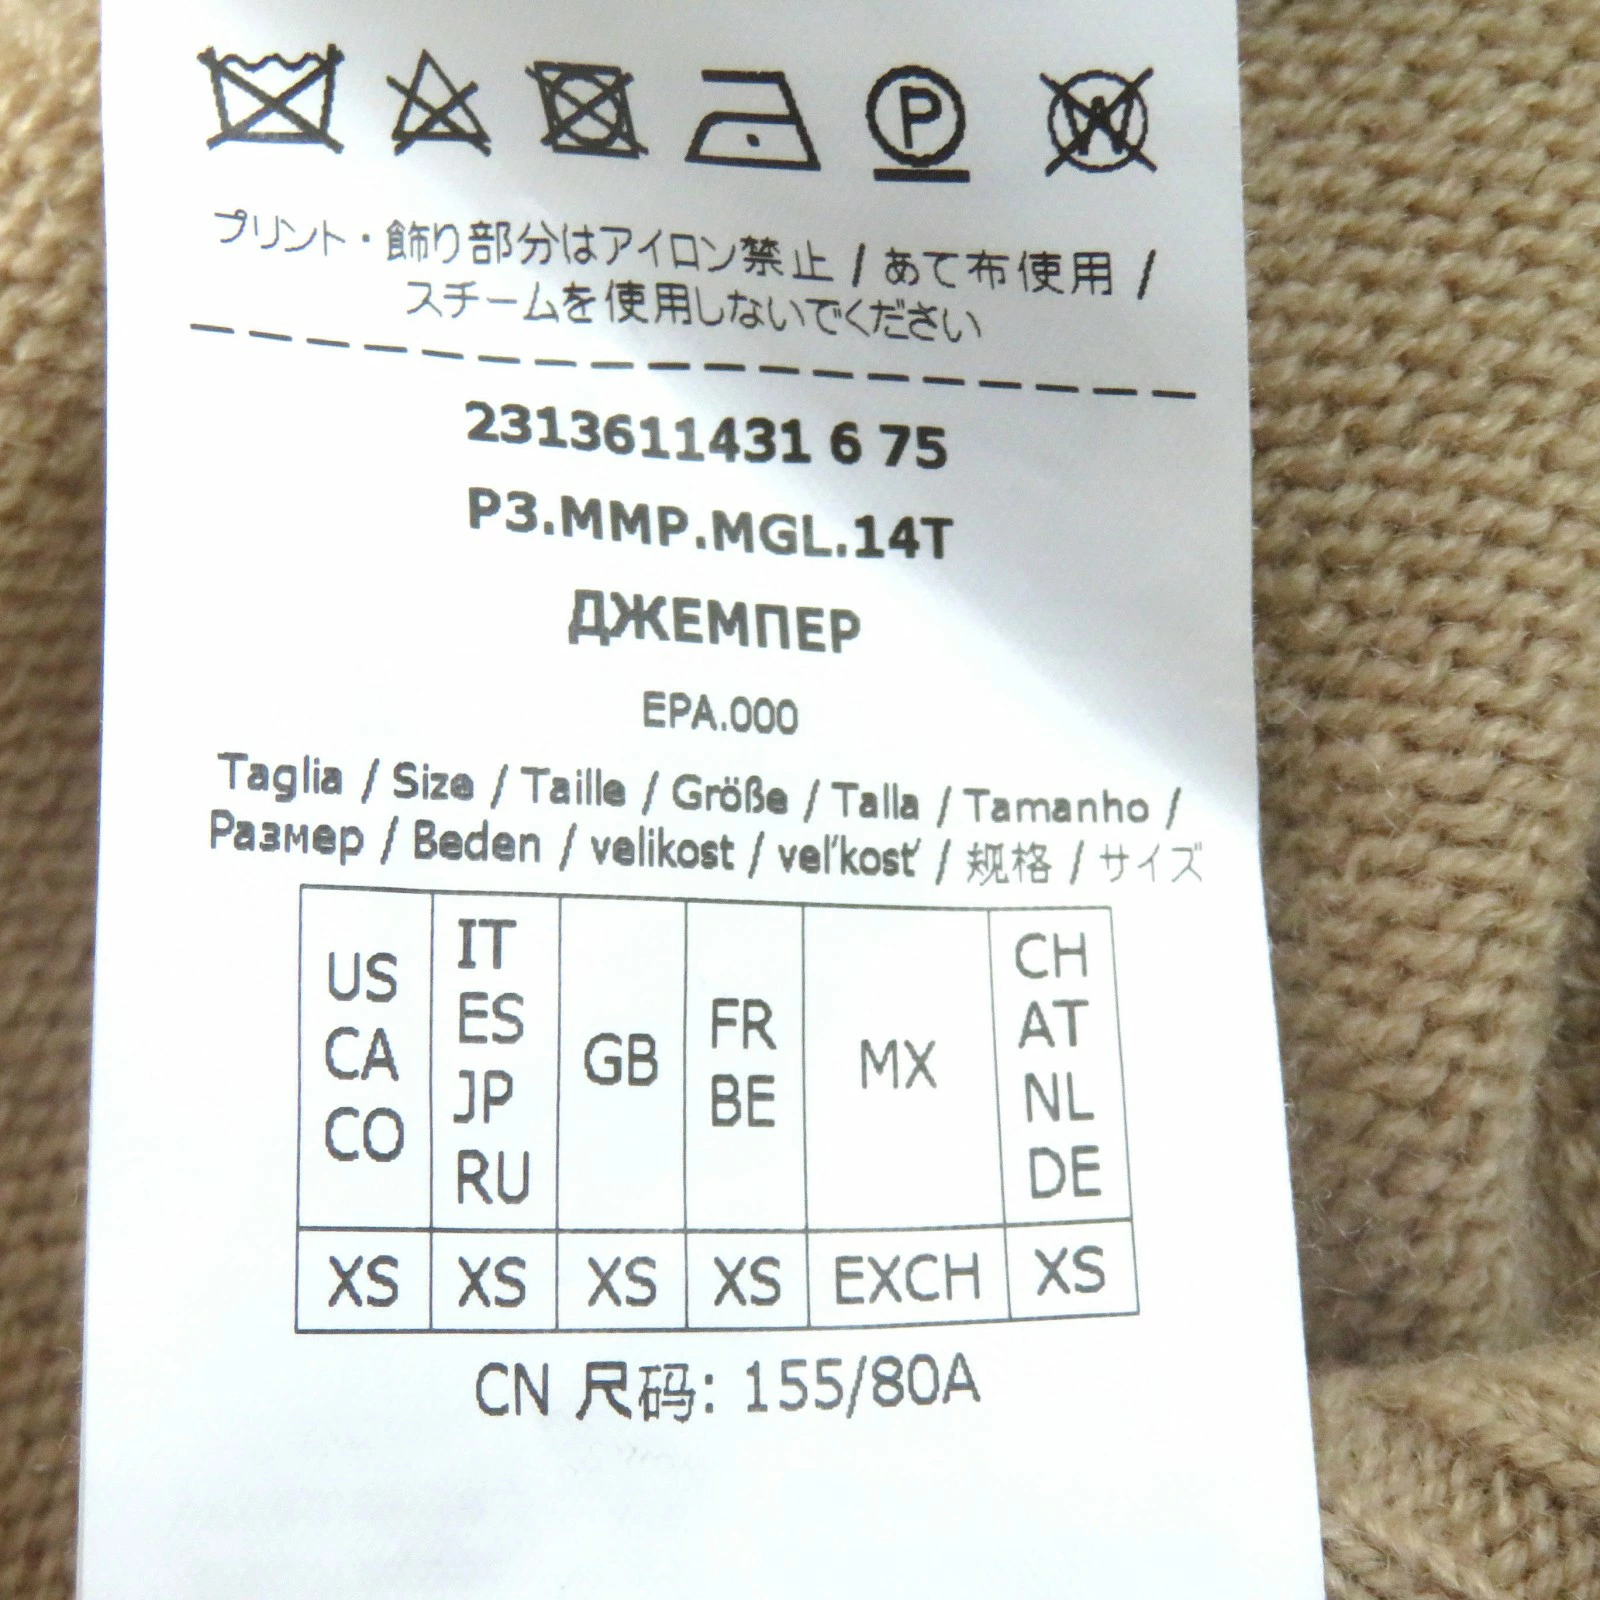 プリント・飾り部分はアイロン禁止 / あて布使用 /
スチームを使用しないでください
2313611431 6 75
P3.MMP.MGL.14T
ДЖЕМПЕР
EPA.000
Taglia / Size / Taille / Größe / Talla / Tamanho /
Размер / Beden / velikost / veľkosť / 规格 / サイズ
US CA CO
IT ES JP RU
GB
FR BE
MX
CH AT NL DE
XS XS XS XS EXCH XS
CN 尺码: 155/80A